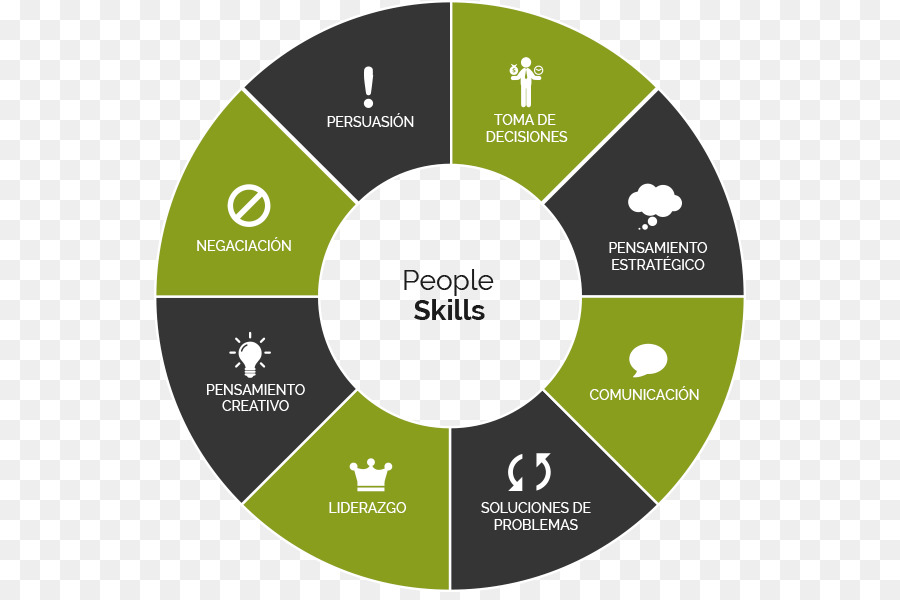 PERSUASIÓN
TOMA DE
DECISIONES
NEGACIACIÓN
PENSAMIENTO
ESTRATÉGICO
People
Skills
PENSAMIENTO
CREATIVO
COMUNICACIÓN
LIDERAZGO
SOLUCIONES DE
PROBLEMAS